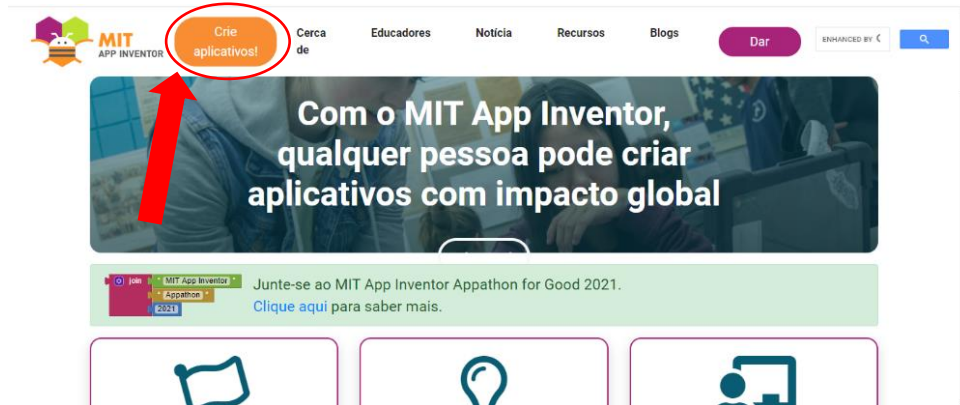 MIT
APP INVENTOR
Crie
aplicativos!
Cerca
de
Educadores
Notícia
Recursos
Blogs
Dar
ENHANCED BY
Com o MIT App Inventor,
qualquer pessoa pode criar
aplicativos com impacto global
join
" MIT App Inventor "
" Appathon "
2021
Junte-se ao MIT App Inventor Appathon for Good 2021.
Clique aqui para saber mais.